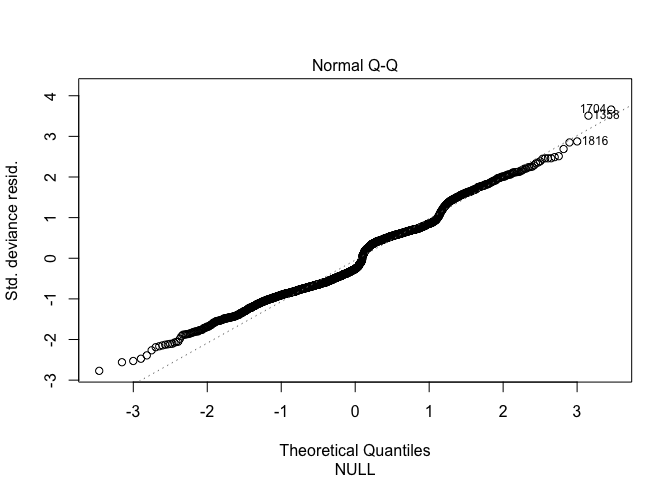 Normal Q-Q
Std. deviance resid.
4
3
2
1
0
-1
-2
-3
1704
1358
1816
-3 -2 -1 0 1 2 3
Theoretical Quantiles
NULL